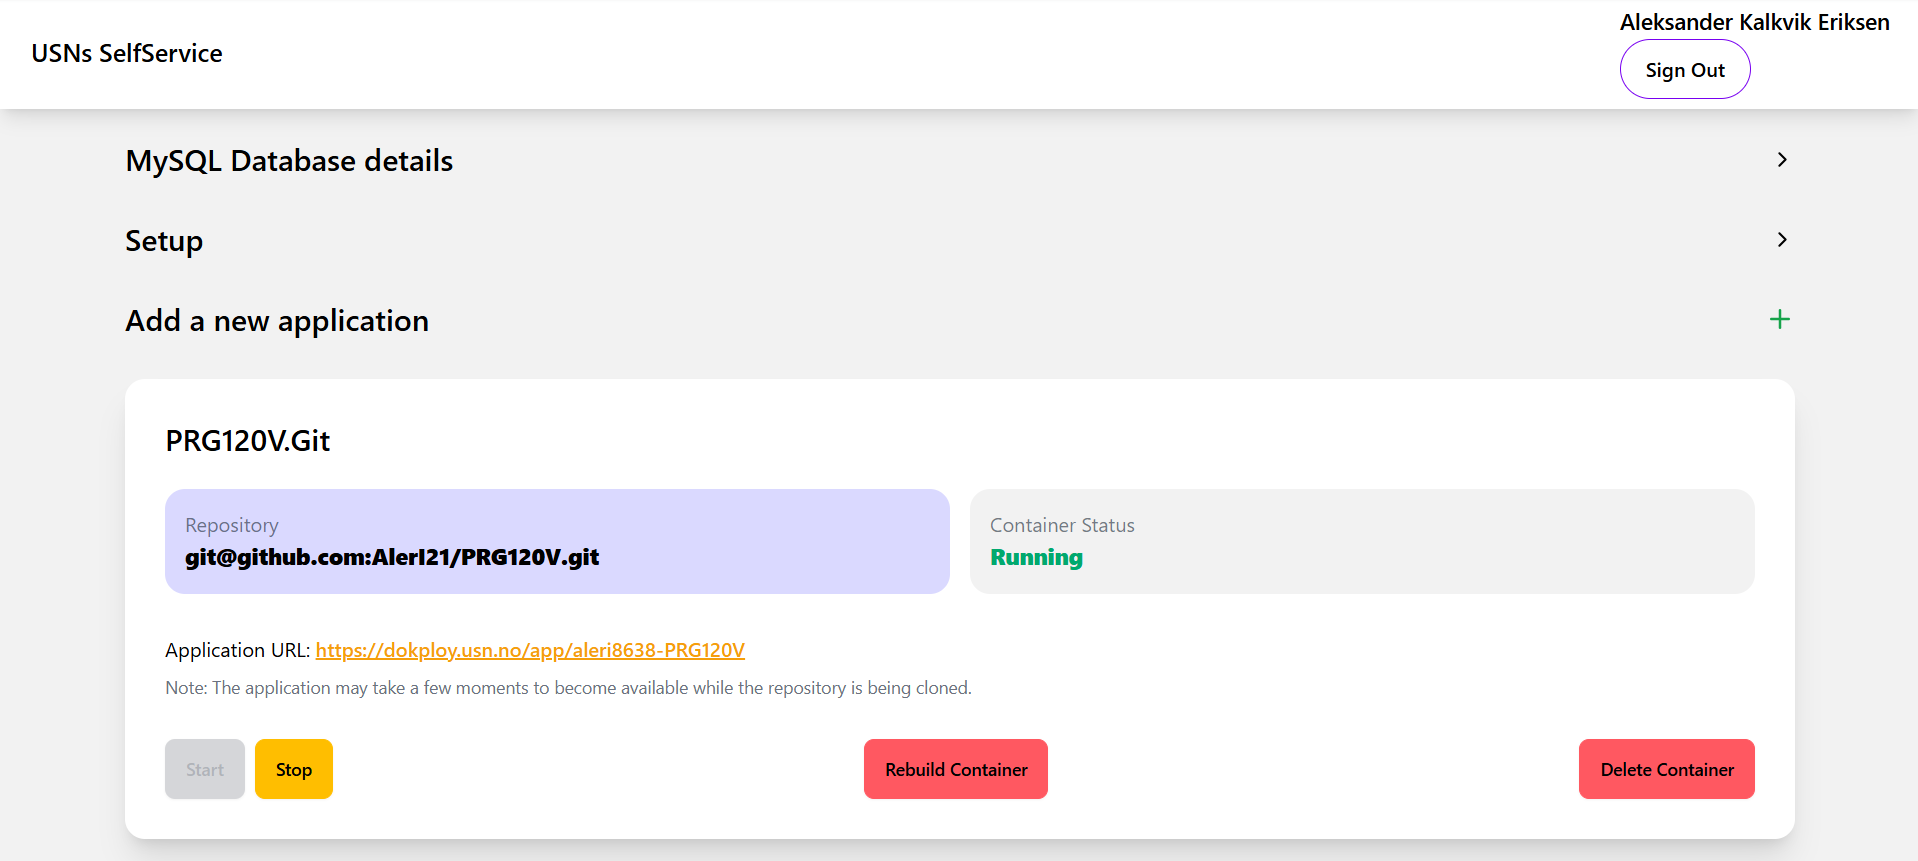 USNs SelfService
Aleksander Kalkvik Eriksen
Sign Out
MySQL Database details
Setup
Add a new application
PRG120V.Git
Repository
git@github.com:AlerI21/PRG120V.git
Container Status
Running
Application URL: https://dokploy.usn.no/app/aleri8638-PRG120V
Note: The application may take a few moments to become available while the repository is being cloned.
Start
Stop
Rebuild Container
Delete Container